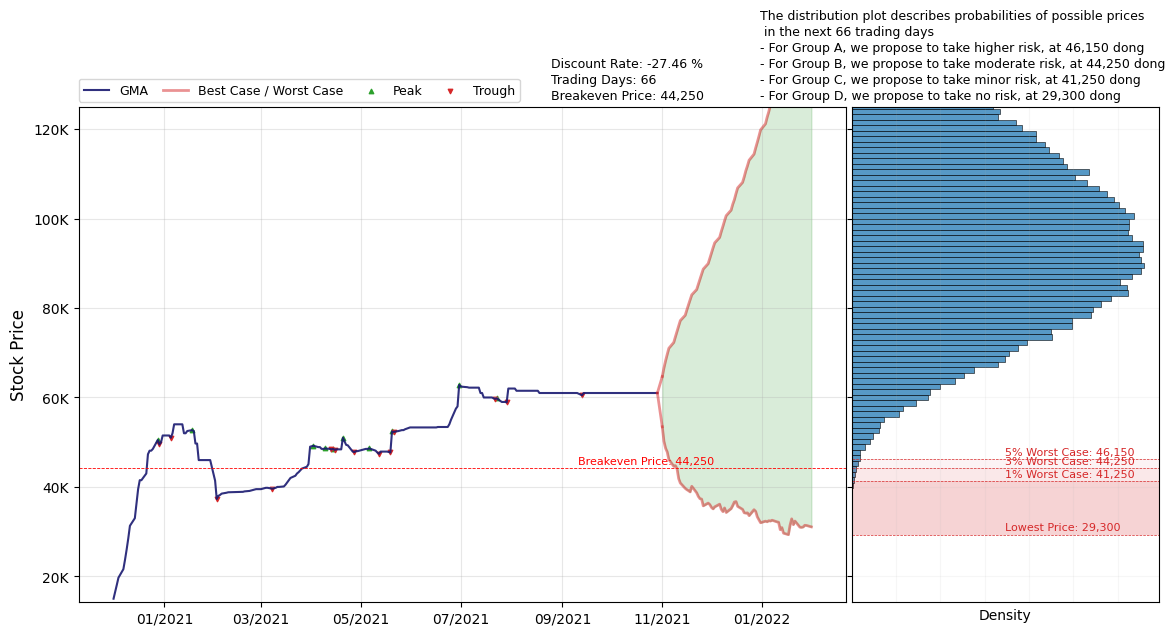 The distribution plot describes probabilities of possible prices
in the next 66 trading days
- For Group A, we propose to take higher risk, at 46,150 dong
- For Group B, we propose to take moderate risk, at 44,250 dong
- For Group C, we propose to take minor risk, at 41,250 dong
- For Group D, we propose to take no risk, at 29,300 dong
Discount Rate: -27.46 %
Trading Days: 66
Breakeven Price: 44,250
GMA
Best Case / Worst Case
Peak
Trough
Stock Price
120K
100K
80K
60K
40K
20K
Breakeven Price: 44,250
5% Worst Case: 46,150
3% Worst Case: 44,250
1% Worst Case: 41,250
Lowest Price: 29,300
01/2021
03/2021
05/2021
07/2021
09/2021
11/2021
01/2022
Density